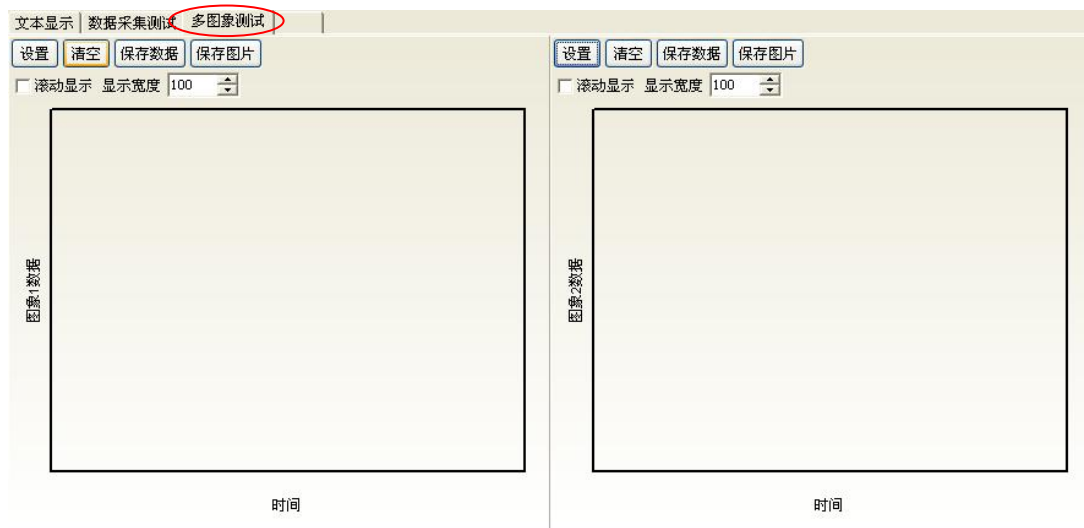 文本显示 数据采集测试 多图象测试
设置 清空 保存数据 保存图片
滚动显示 显示宽度 100
图象1数据
时间
设置 清空 保存数据 保存图片
滚动显示 显示宽度 100
图象2数据
时间